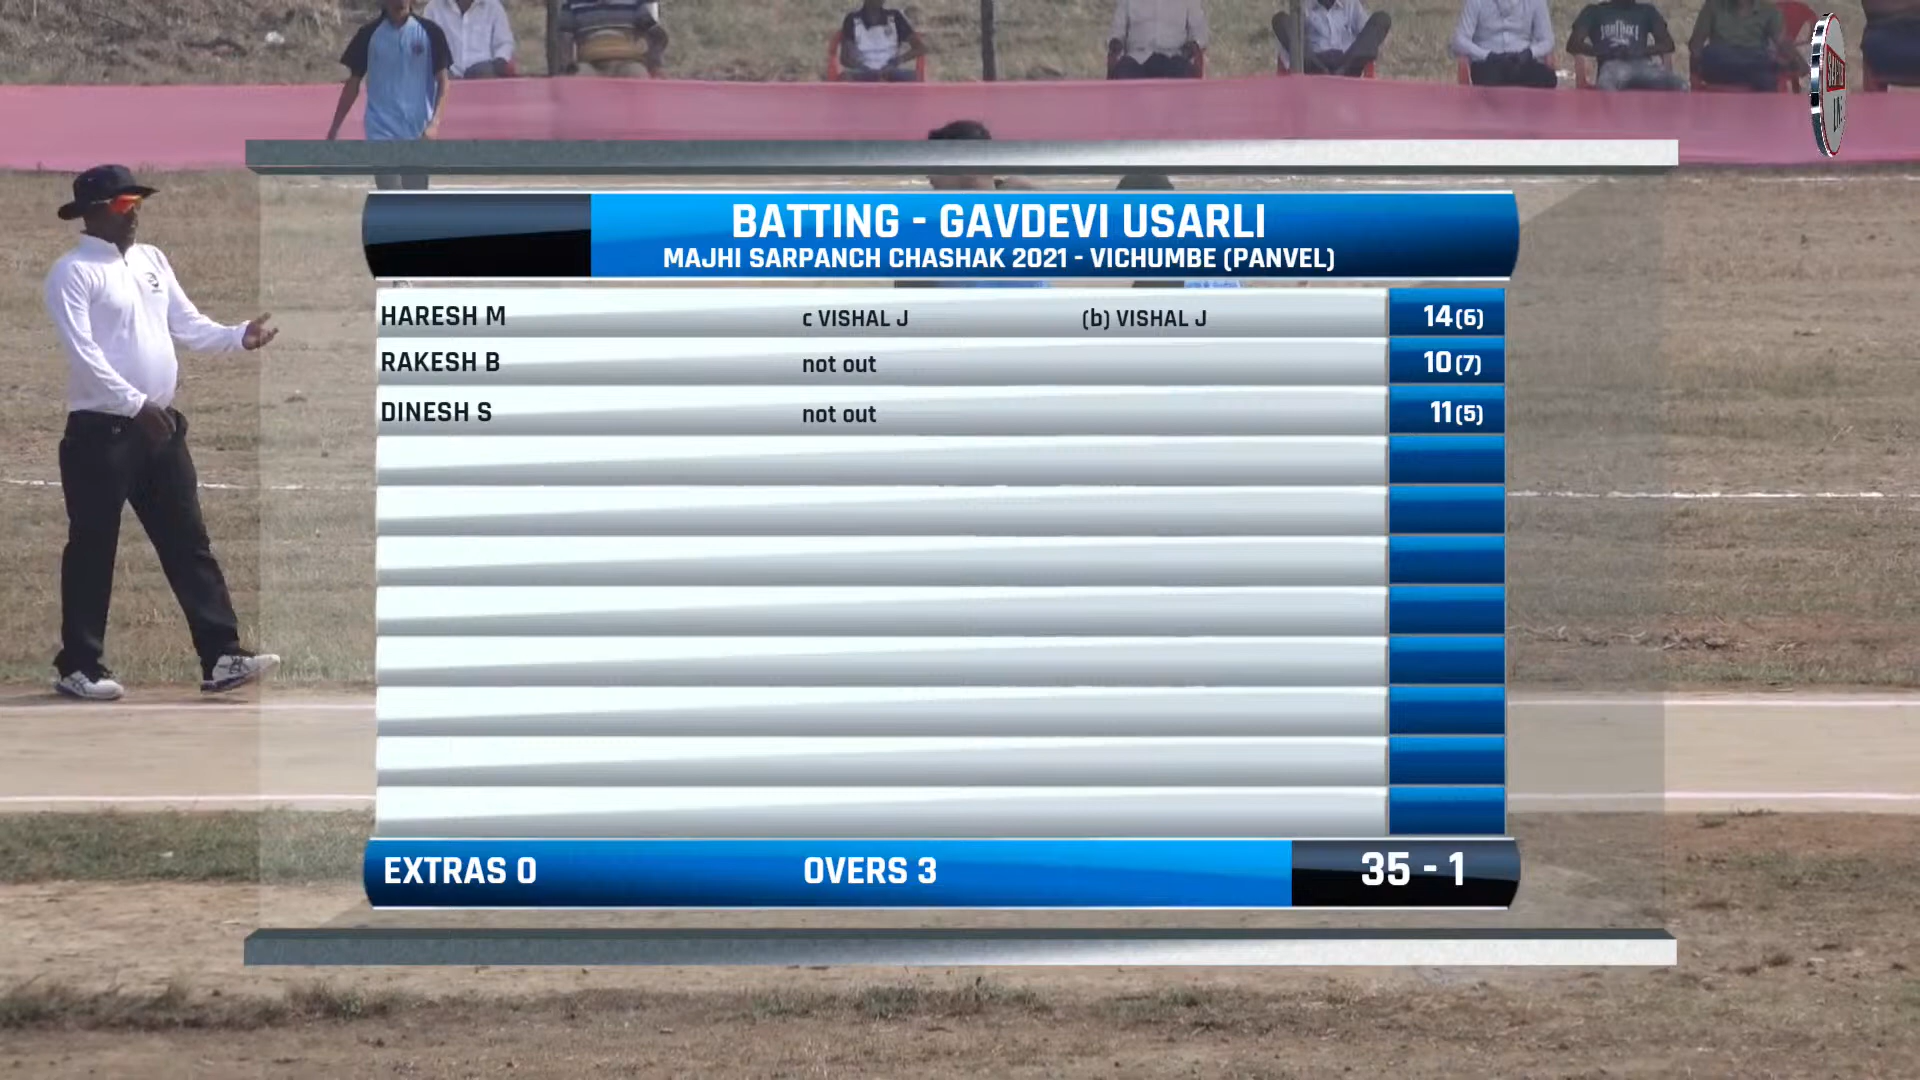 BATTING - GAVDEVI USARLI
MAJHI SARPANCH CHASHAK 2021 - VICHUMBE (PANVEL)
HARESH M c VISHAL J (b) VISHAL J 14(6)
RAKESH B not out 10(7)
DINESH S not out 11(5)
EXTRAS 0 OVERS 3 35 - 1